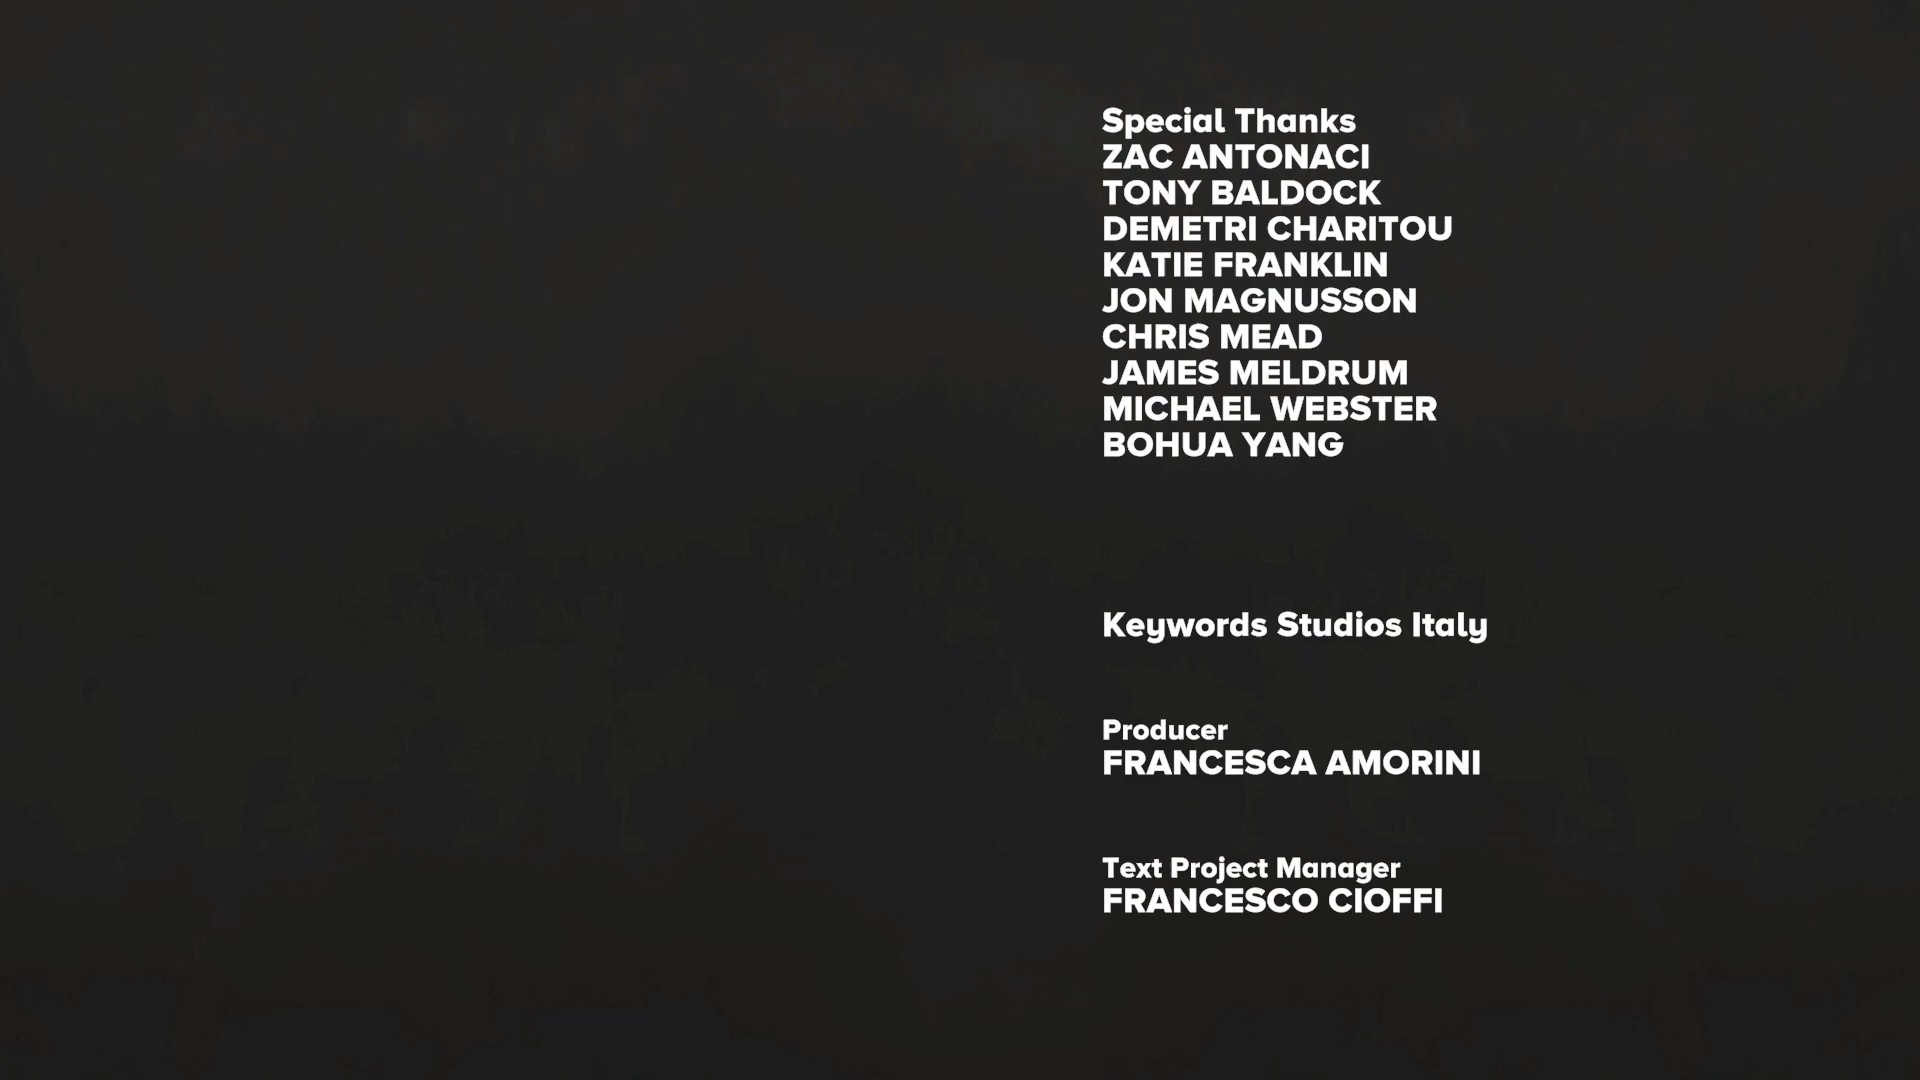 Special Thanks
ZAC ANTONACI
TONY BALDOCK
DEMETRI CHARITOU
KATIE FRANKLIN
JON MAGNUSSON
CHRIS MEAD
JAMES MELDRUM
MICHAEL WEBSTER
BOHUA YANG
Keywords Studios Italy
Producer
FRANCESCA AMORINI
Text Project Manager
FRANCESCO CIOFFI